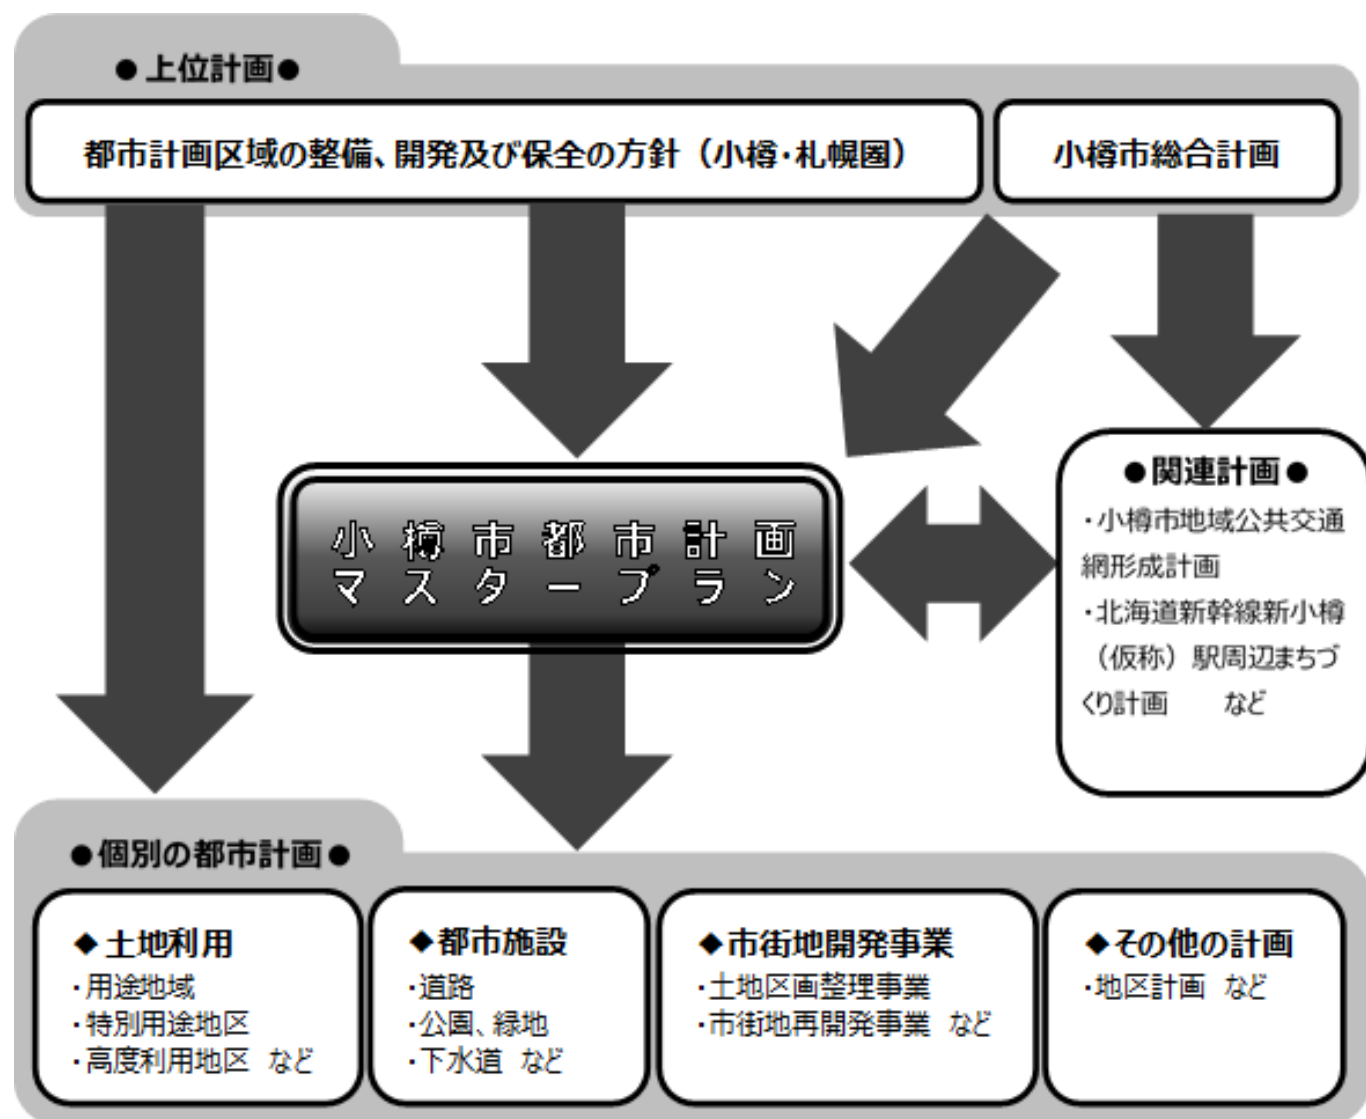 ●上位計画●
都市計画区域の整備、開発及び保全の方針（小樽・札幌圏）
小樽市総合計画
小樽市都市計画
マスタープラン
●関連計画●
・小樽市地域公共交通
網形成計画
・北海道新幹線新小樽
（仮称）駅周辺まちづ
くり計画　など
●個別の都市計画●
◆土地利用
・用途地域
・特別用途地区
・高度利用地区 など
◆都市施設
・道路
・公園、緑地
・下水道 など
◆市街地開発事業
・土地区画整理事業
・市街地再開発事業 など
◆その他の計画
・地区計画 など